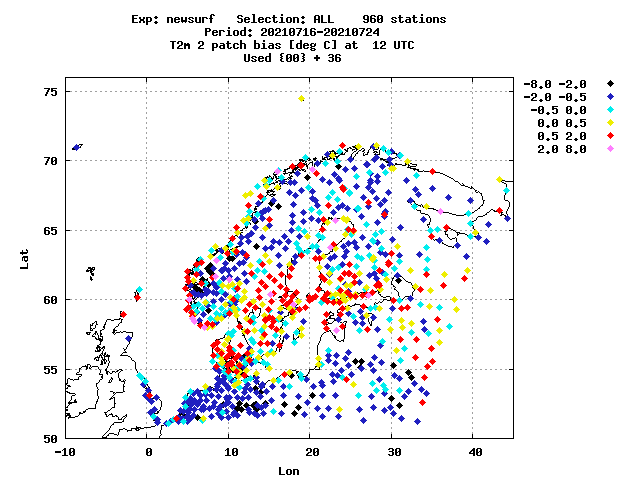 Exp: newsurf   Selection: ALL    960 stations
Period: 20210716-20210724
T2m 2 patch bias [deg C] at  12 UTC
Used {00} + 36
-8.0 -2.0
-2.0 -0.5
-0.5 0.0
0.0 0.5
0.5 2.0
2.0 8.0
75
70
65
60
55
50
Lat
-10 0 10 20 30 40
Lon